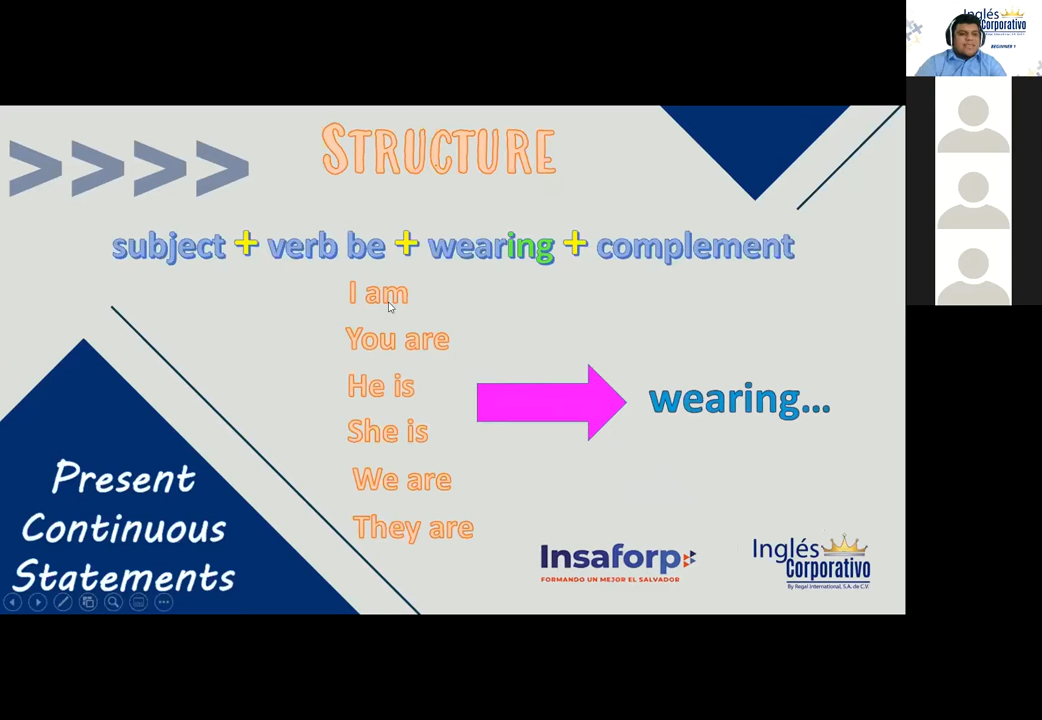 Inglés
Corporativo
BEGINNER 1
STRUCTURE
>>>>
subject + verb be + wearing + complement
I am
You are
He is
She is
We are
They are
wearing...
Present
Continuous
Statements
Insaforp
FORMANDO UN MEJOR EL SALVADOR
Inglés
Corporativo
By Regal International, S.A. de C.V.